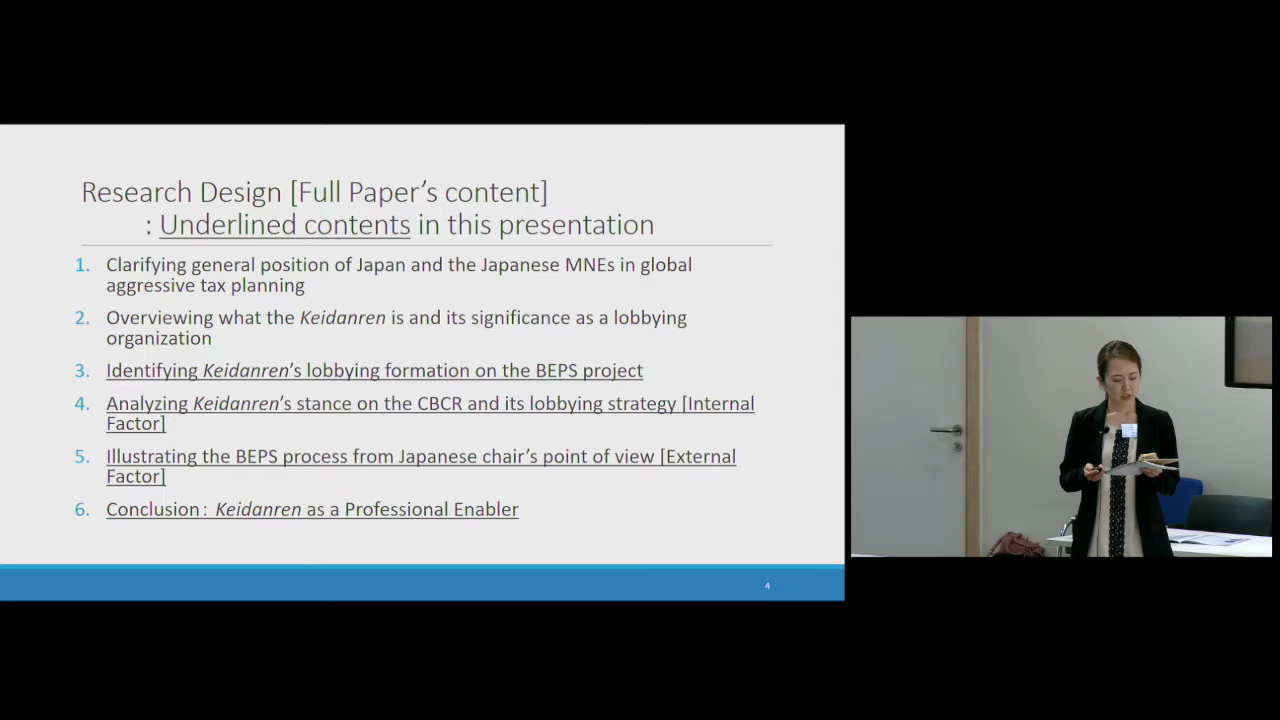 Research Design [Full Paper's content]
: Underlined contents in this presentation
1. Clarifying general position of Japan and the Japanese MNEs in global
aggressive tax planning
2. Overviewing what the Keidanren is and its significance as a lobbying
organization
3. Identifying Keidanren's lobbying formation on the BEPS project
4. Analyzing Keidanren's stance on the CBCR and its lobbying strategy [Internal
Factor]
5. Illustrating the BEPS process from Japanese chair's point of view [External
Factor]
6. Conclusion: Keidanren as a Professional Enabler
4